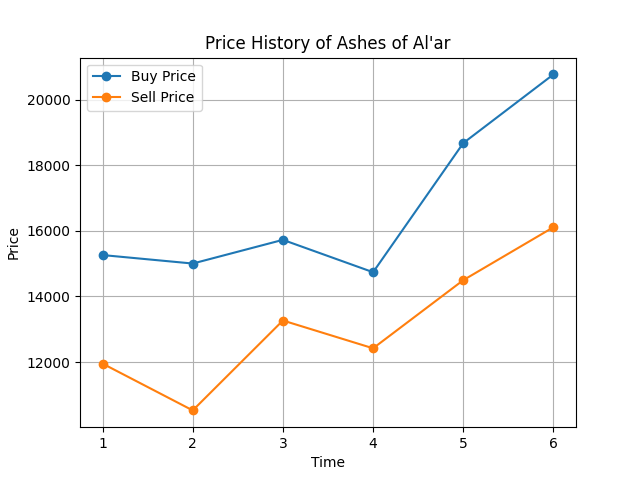 Price History of Ashes of Al'ar
Buy Price
Sell Price
Price
20000
18000
16000
14000
12000
1 2 3 4 5 6
Time